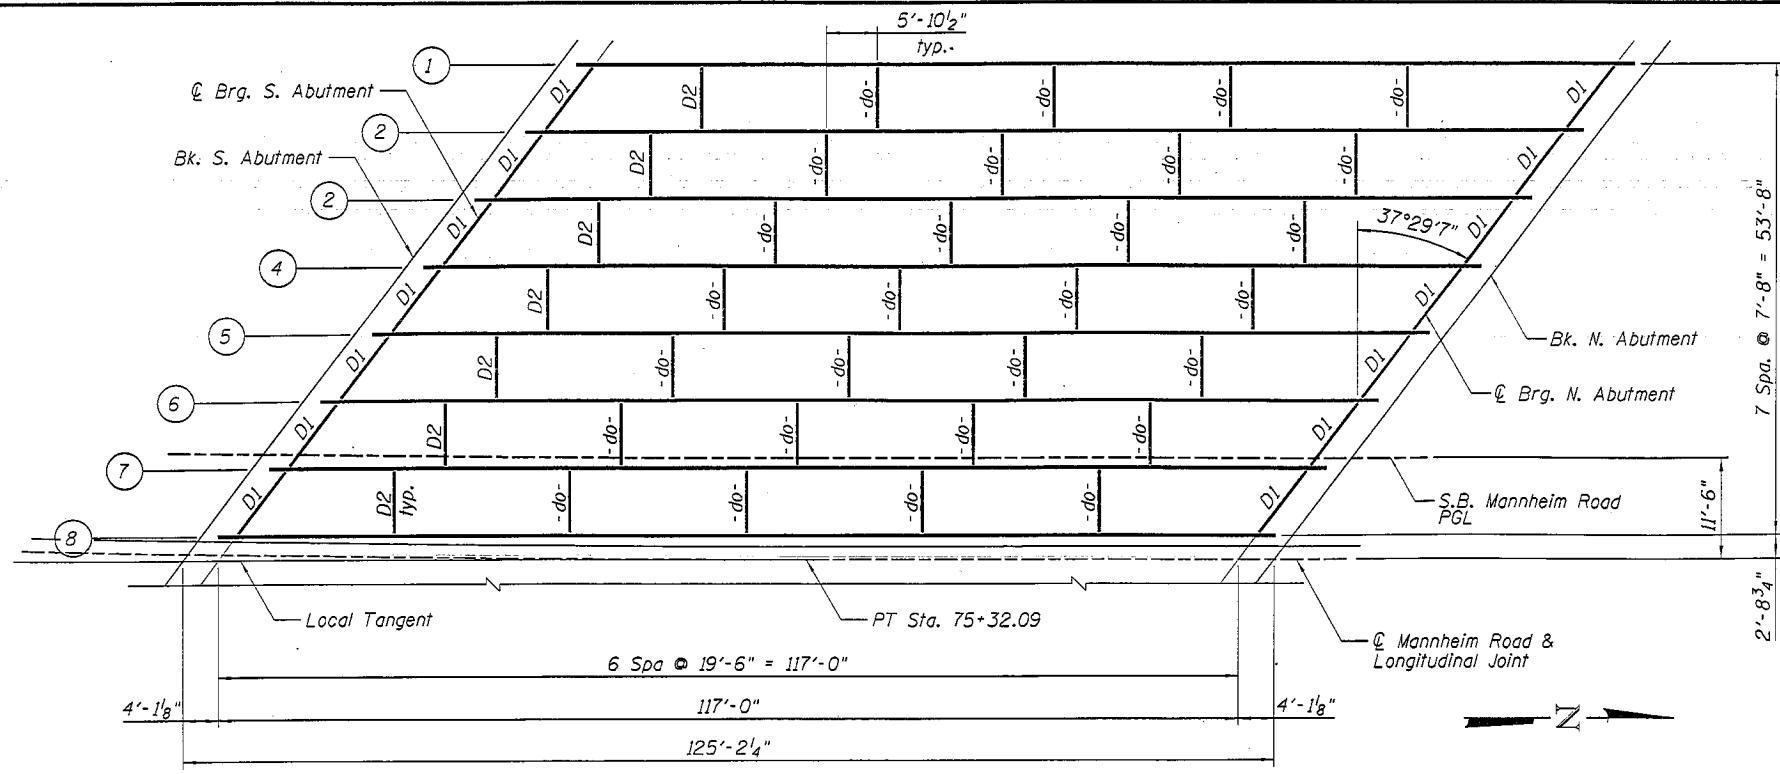 5'-10½"
typ.
1
D2
-do-
-do-
-do-
-do-
D1
D1
℄ Brg. S. Abutment
2
D2
-do-
-do-
-do-
-do-
D1
D1
Bk. S. Abutment
2
D2
-do-
-do-
-do-
-do-
37°29'7"
D1
D1
4
D2
-do-
-do-
-do-
-do-
D1
D1
5
D2
-do-
-do-
-do-
-do-
D1
D1
Bk. N. Abutment
℄ Brg. N. Abutment
7 Spa. @ 7'-8" = 53'-8"
6
D2
-do-
-do-
-do-
-do-
D1
D1
7
D2
typ.
-do-
-do-
-do-
-do-
D1
D1
S.B. Mannheim Road
PGL
11'-6"
8
2'-8¾"
Local Tangent
PT Sta. 75+32.09
℄ Mannheim Road &
Longitudinal Joint
6 Spa @ 19'-6" = 117'-0"
4'-1⅛"
117'-0"
4'-1⅛"
125'-2¼"
N